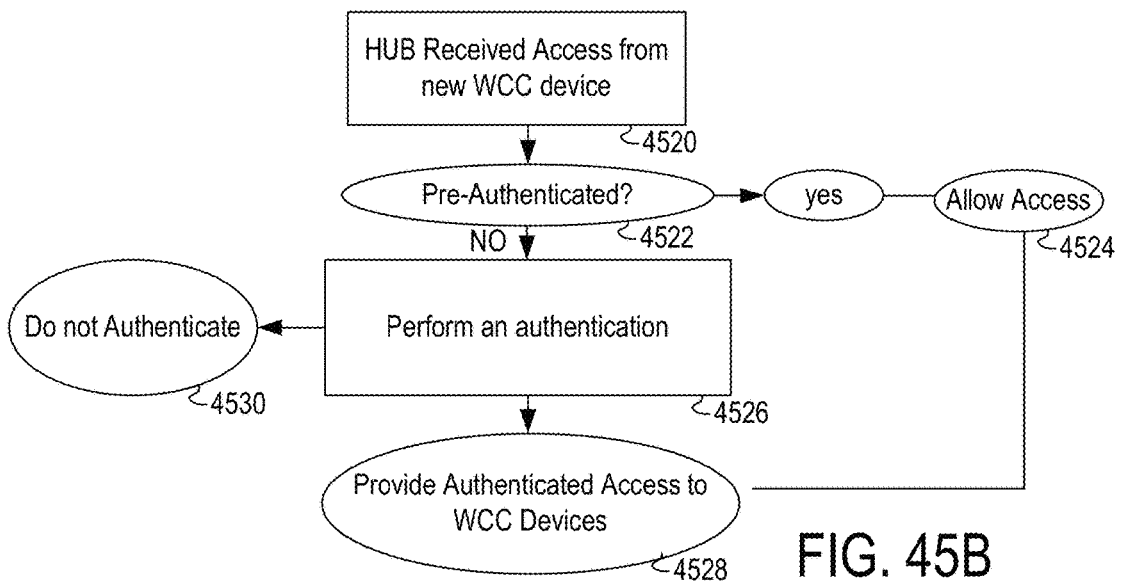 HUB Received Access from
new WCC device
4520
Pre-Authenticated?
yes
Allow Access
4522
4524
NO
Do not Authenticate
Perform an authentication
4530
4526
Provide Authenticated Access to
WCC Devices
4528
FIG. 45B